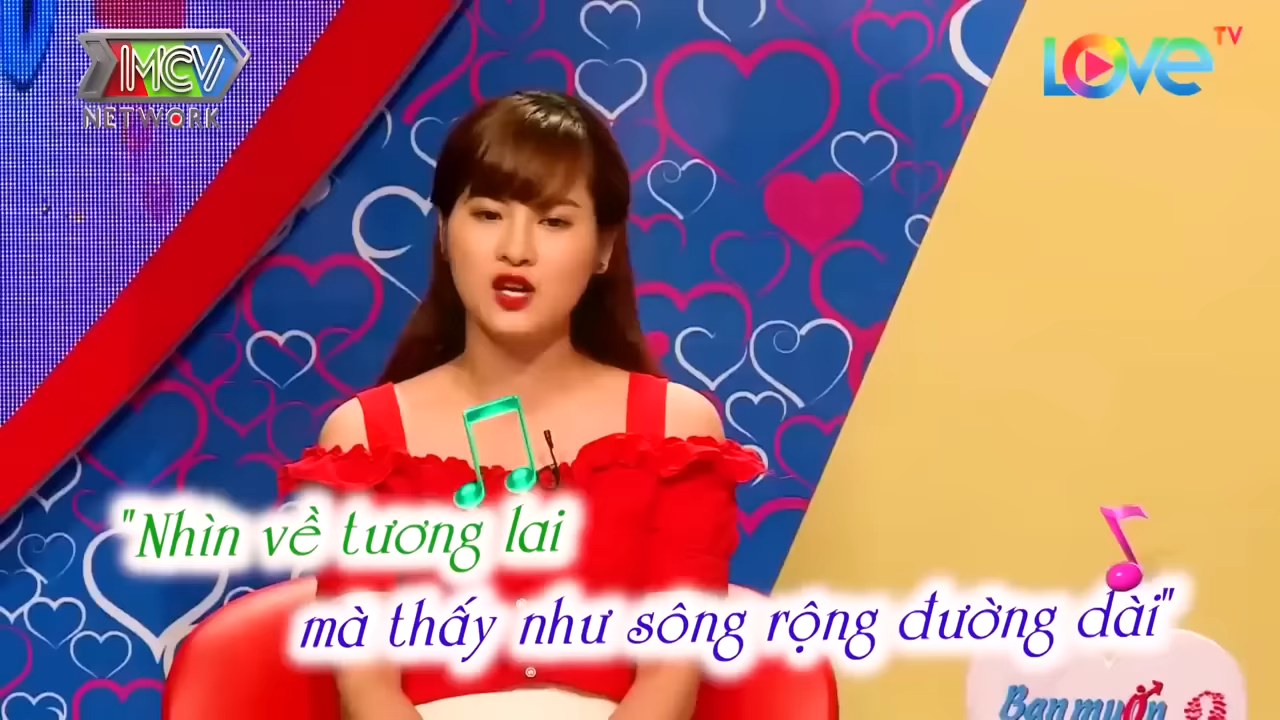 MCV
NETWORK
LOVE TV
"Nhìn về tương lai
mà thấy như sông rộng đường dài"
Bạn muốn